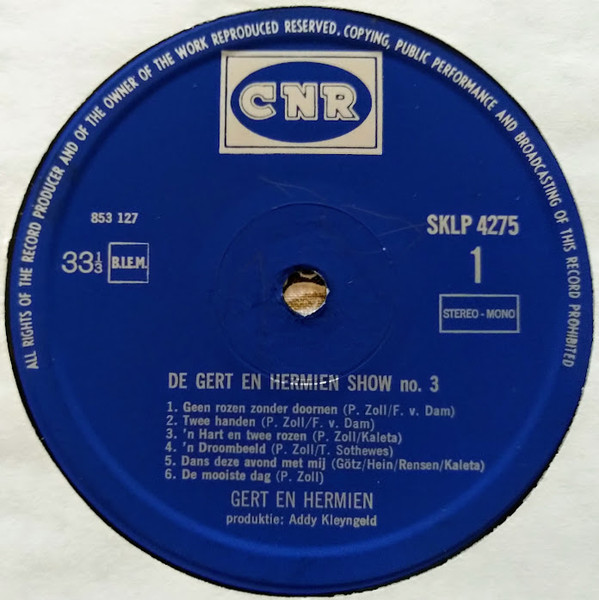 ALL RIGHTS OF THE RECORD PRODUCER AND OF THE OWNER OF THE WORK REPRODUCED RESERVED. COPYING, PUBLIC PERFORMANCE AND BROADCASTING OF THIS RECORD PROHIBITED
CNR
853 127
SKLP 4275
33 1/3
B.I.E.M.
1
STEREO - MONO
DE GERT EN HERMIEN SHOW no. 3
1. Geen rozen zonder doornen (P. Zoll/F. v. Dam)
2. Twee handen (P. Zoll/F. v. Dam)
3. 'n Hart en twee rozen (P. Zoll/Kaleta)
4. 'n Droombeeld (P. Zoll/T. Sothewes)
5. Dans deze avond met mij (Götz/Hein/Rensen/Kaleta)
6. De mooiste dag (P. Zoll)
GERT EN HERMIEN
produktie: Addy Kleyngeld